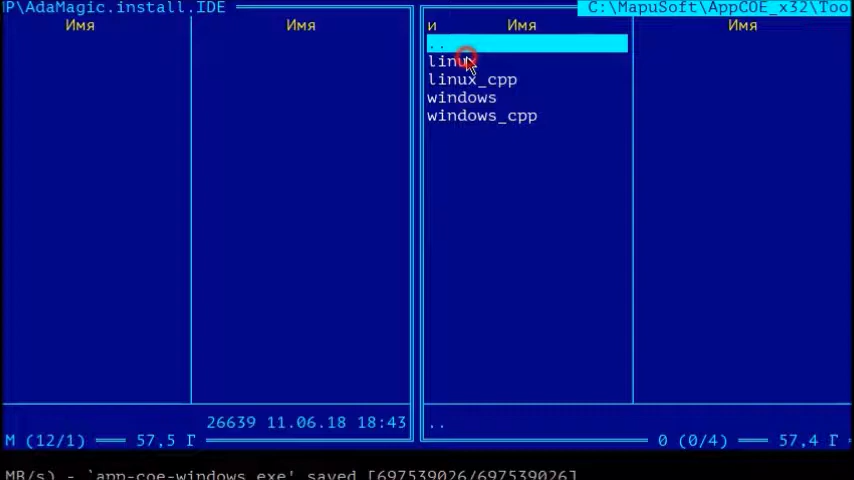 P\AdaMagic.install.IDE
C:\MapuSoft\AppCOE_x32\Too
Имя Имя и Имя Имя
..
linux
linux_cpp
windows
windows_cpp
26639 11.06.18 18:43 ..
М (12/1) 57,5 Г 0 (0/4) 57,4 Г
MB/s) - `app-coe-windows.exe' saved [697539026/697539026]